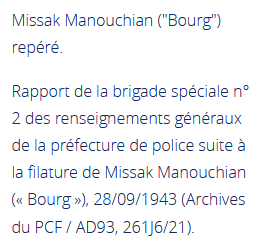 Missak Manouchian ("Bourg")
repéré.
Rapport de la brigade spéciale n°
2 des renseignements généraux
de la préfecture de police suite à
la filature de Missak Manouchian
(« Bourg »), 28/09/1943 (Archives
du PCF / AD93, 261J6/21).